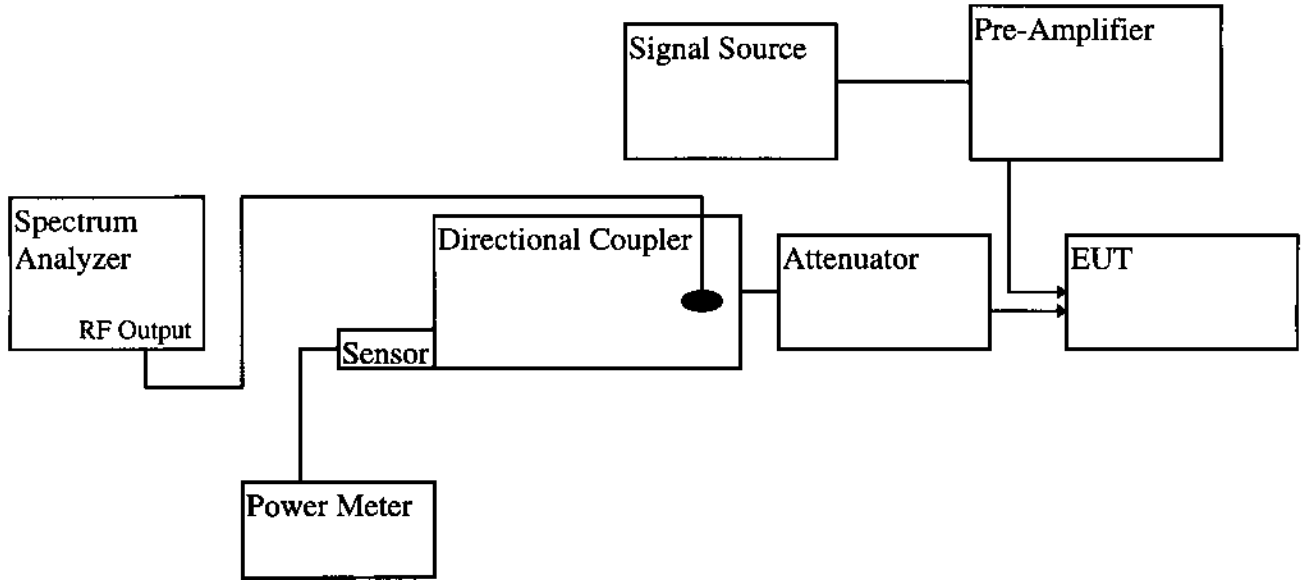 Signal Source
Pre-Amplifier
Spectrum
Analyzer
RF Output
Directional Coupler
Attenuator
EUT
Sensor
Power Meter